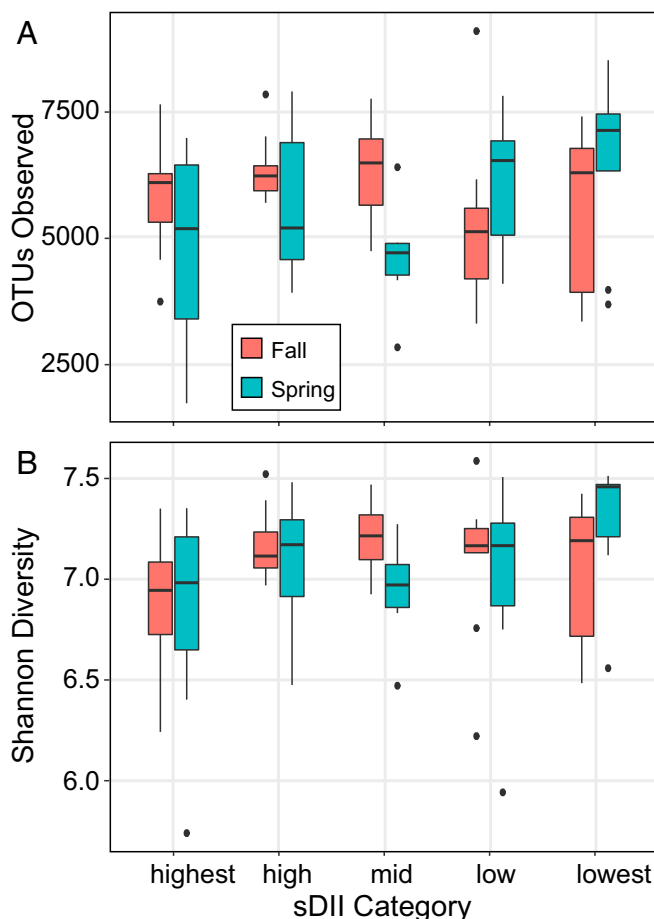 A
OTUs Observed
7500
5000
2500
Fall
Spring
B
Shannon Diversity
7.5
7.0
6.5
6.0
highest high mid low lowest
sDII Category